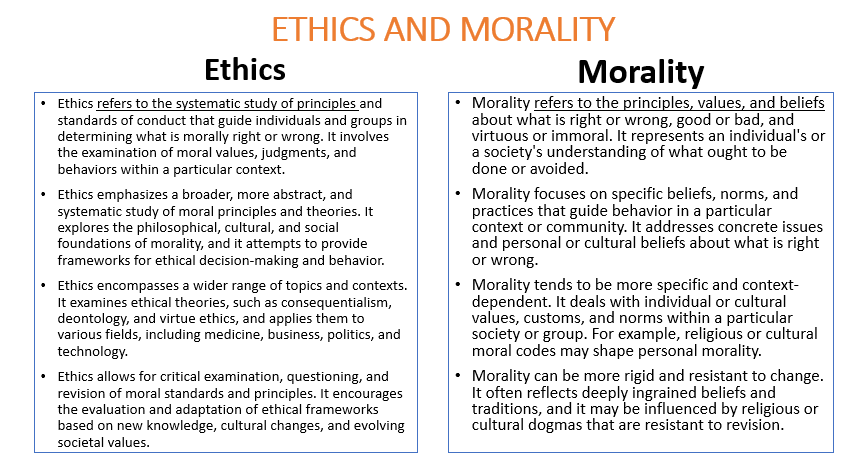 ETHICS AND MORALITY
Ethics
• Ethics refers to the systematic study of principles and
standards of conduct that guide individuals and groups in
determining what is morally right or wrong. It involves
the examination of moral values, judgments, and
behaviors within a particular context.
• Ethics emphasizes a broader, more abstract, and
systematic study of moral principles and theories. It
explores the philosophical, cultural, and social
foundations of morality, and it attempts to provide
frameworks for ethical decision-making and behavior.
• Ethics encompasses a wider range of topics and contexts.
It examines ethical theories, such as consequentialism,
deontology, and virtue ethics, and applies them to
various fields, including medicine, business, politics, and
technology.
• Ethics allows for critical examination, questioning, and
revision of moral standards and principles. It encourages
the evaluation and adaptation of ethical frameworks
based on new knowledge, cultural changes, and evolving
societal values.
Morality
• Morality refers to the principles, values, and beliefs
about what is right or wrong, good or bad, and
virtuous or immoral. It represents an individual's or
a society's understanding of what ought to be
done or avoided.
• Morality focuses on specific beliefs, norms, and
practices that guide behavior in a particular
context or community. It addresses concrete issues
and personal or cultural beliefs about what is right
or wrong.
• Morality tends to be more specific and context-
dependent. It deals with individual or cultural
values, customs, and norms within a particular
society or group. For example, religious or cultural
moral codes may shape personal morality.
• Morality can be more rigid and resistant to change.
It often reflects deeply ingrained beliefs and
traditions, and it may be influenced by religious or
cultural dogmas that are resistant to revision.